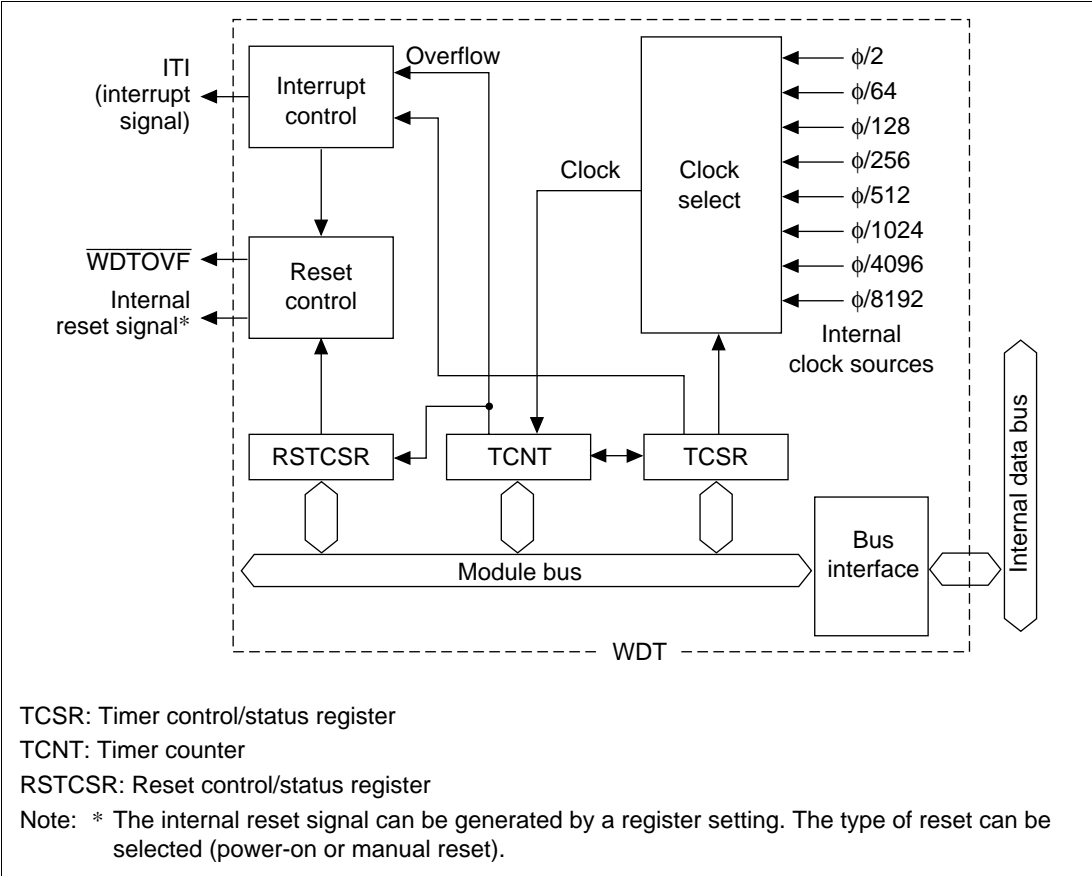 ITI
(interrupt
signal)
Interrupt
control
Overflow
Clock
Clock
select
ϕ/2
ϕ/64
ϕ/128
ϕ/256
ϕ/512
ϕ/1024
ϕ/4096
ϕ/8192
Internal
clock sources
WDTOVF
Internal
reset signal*
Reset
control
RSTCSR
TCNT
TCSR
Module bus
Bus
interface
Internal data bus
WDT
TCSR: Timer control/status register
TCNT: Timer counter
RSTCSR: Reset control/status register
Note: * The internal reset signal can be generated by a register setting. The type of reset can be
selected (power-on or manual reset).